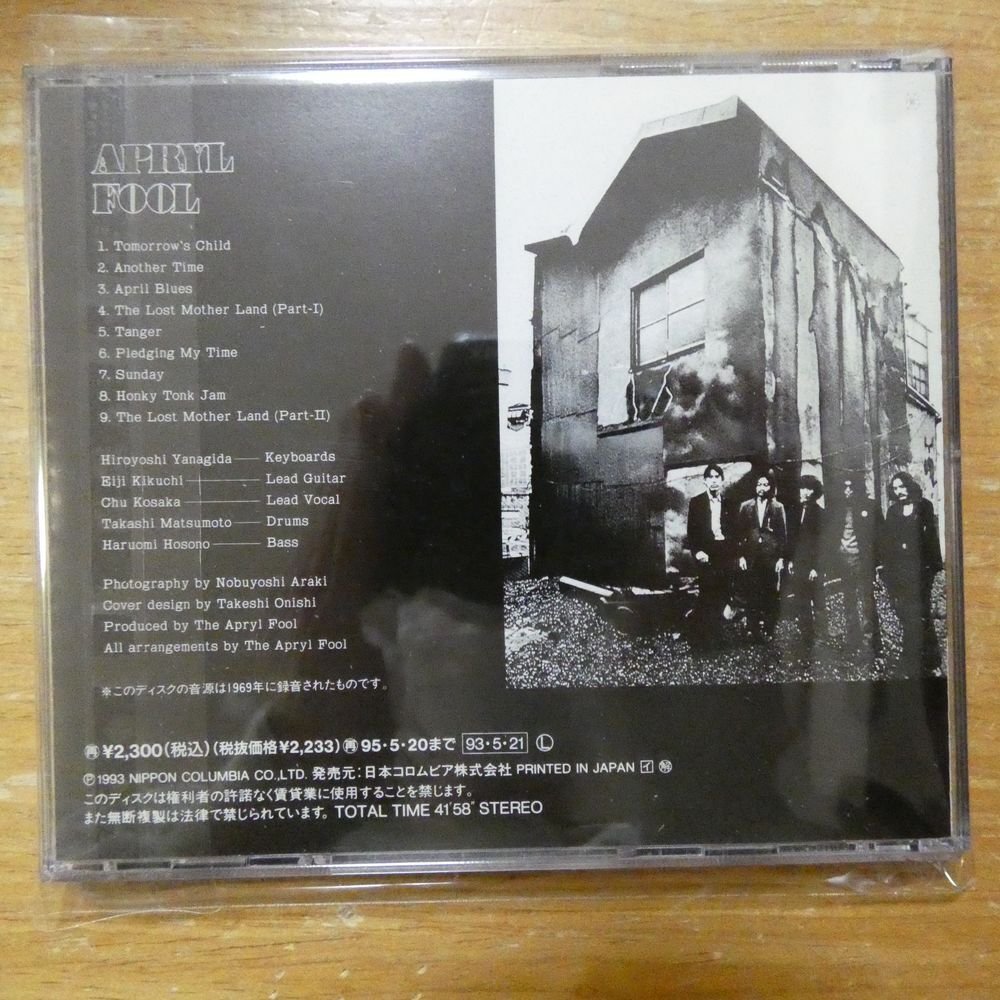 APRYL
FOOL
1. Tomorrow's Child
2. Another Time
3. April Blues
4. The Lost Mother Land (Part-I)
5. Tanger
6. Pledging My Time
7. Sunday
8. Honky Tonk Jam
9. The Lost Mother Land (Part-II)
Hiroyoshi Yanagida — Keyboards
Eiji Kikuchi — Lead Guitar
Chu Kosaka — Lead Vocal
Takashi Matsumoto — Drums
Haruomi Hosono — Bass
Photography by Nobuyoshi Araki
Cover design by Takeshi Onishi
Produced by The Apryl Fool
All arrangements by The Apryl Fool
※このディスクの音源は1969年に録音されたものです。
㊢¥2,300(税込)(税抜価格¥2,233)㊢95・5・20まで 93・5・21 Ⓛ
Ⓟ1993 NIPPON COLUMBIA CO.,LTD. 発売元:日本コロムビア株式会社 PRINTED IN JAPAN イ
このディスクは権利者の許諾なく賃貸業に使用することを禁じます。
また無断複製は法律で禁じられています。 TOTAL TIME 41'58" STEREO